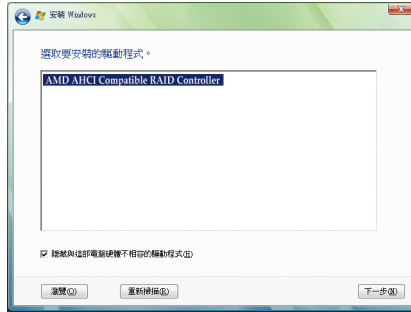 安裝 Windows
選取要安裝的驅動程式。
AMD AHCI Compatible RAID Controller
隱藏與這部電腦硬體不相容的驅動程式(H)
瀏覽(O)
重新掃描(R)
下一步(N)